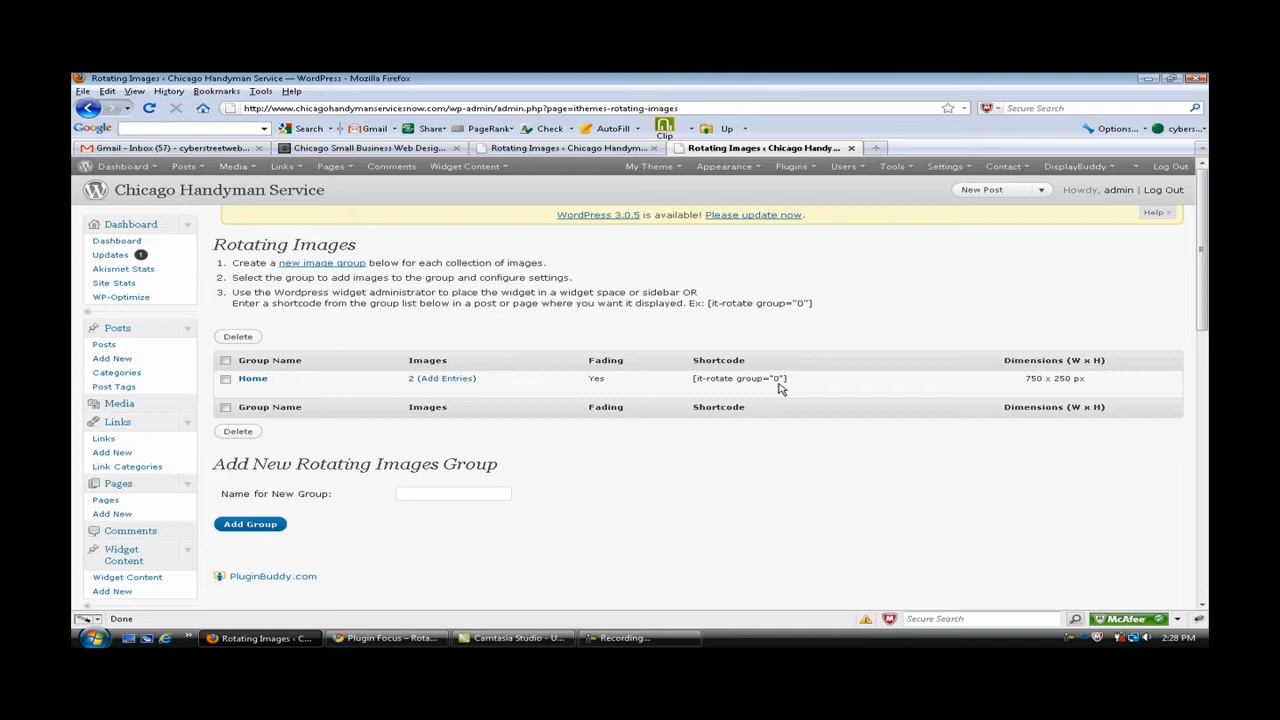 Rotating Images ‹ Chicago Handyman Service — WordPress - Mozilla Firefox
File Edit View History Bookmarks Tools Help
http://www.chicagohandymanservicesnow.com/wp-admin/admin.php?page=ithemes-rotating-images
Secure Search
Google Search Gmail Share PageRank Check AutoFill Clip Up Options... cybers...
Gmail - Inbox (57) - cyberstreetweb... Chicago Small Business Web Desig... Rotating Images ‹ Chicago Handym... Rotating Images ‹ Chicago Handy...
Dashboard Posts Media Links Pages Comments Widget Content My Theme Appearance Plugins Users Tools Settings Contact DisplayBuddy Log Out
Chicago Handyman Service New Post Howdy, admin | Log Out
WordPress 3.0.5 is available! Please update now. Help
Dashboard
Dashboard
Updates 1
Akismet Stats
Site Stats
WP-Optimize
Posts
Posts
Add New
Categories
Post Tags
Media
Links
Links
Add New
Link Categories
Pages
Pages
Add New
Comments
Widget
Content
Widget Content
Add New
Rotating Images
1. Create a new image group below for each collection of images.
2. Select the group to add images to the group and configure settings.
3. Use the Wordpress widget administrator to place the widget in a widget space or sidebar OR
Enter a shortcode from the group list below in a post or page where you want it displayed. Ex: [it-rotate group="0"]
Delete
Group Name Images Fading Shortcode Dimensions (W x H)
Home 2 (Add Entries) Yes [it-rotate group="0"] 750 x 250 px
Group Name Images Fading Shortcode Dimensions (W x H)
Delete
Add New Rotating Images Group
Name for New Group:
Add Group
PluginBuddy.com
Done Secure Search McAfee
Rotating Images ‹ C... Plugin Focus – Rota... Camtasia Studio - U... Recording... 2:28 PM